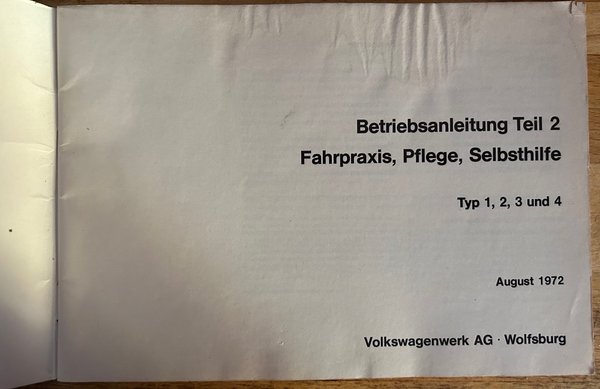 Betriebsanleitung Teil 2
Fahrpraxis, Pflege, Selbsthilfe
Typ 1, 2, 3 und 4
August 1972
Volkswagenwerk AG · Wolfsburg